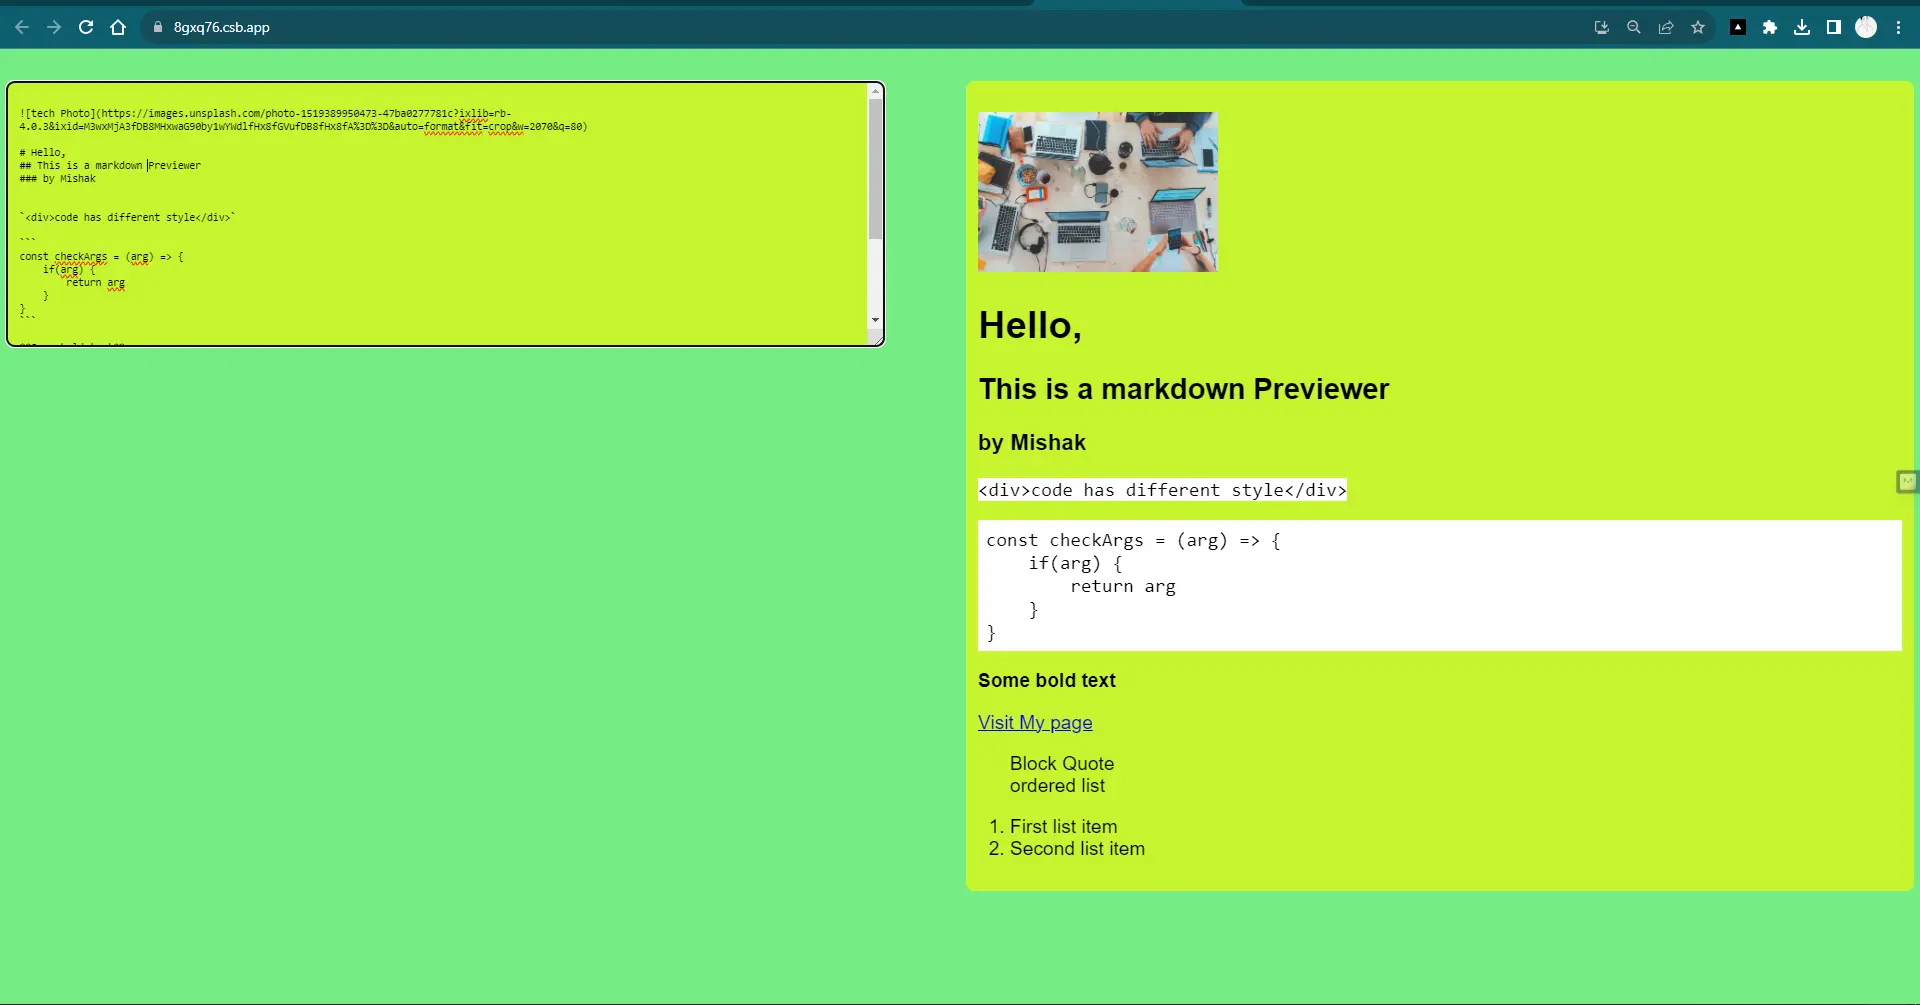 8gxq76.csb.app
![tech Photo](https://images.unsplash.com/photo-1519389950473-47ba0277781c?ixlib=rb-
4.0.3&ixid=M3wxMjA3fDB8MHxwaG90by1wYWdlfHx8fGVufDB8fHx8fA%3D%3D&auto=format&fit=crop&w=2070&q=80)
# Hello,
## This is a markdown Previewer
### by Mishak
`<div>code has different style</div>`
```
const checkArgs = (arg) => {
    if(arg) {
        return arg
    }
}
```
Hello,
This is a markdown Previewer
by Mishak
<div>code has different style</div>
const checkArgs = (arg) => {
    if(arg) {
        return arg
    }
}
Some bold text
Visit My page
Block Quote
ordered list
1. First list item
2. Second list item